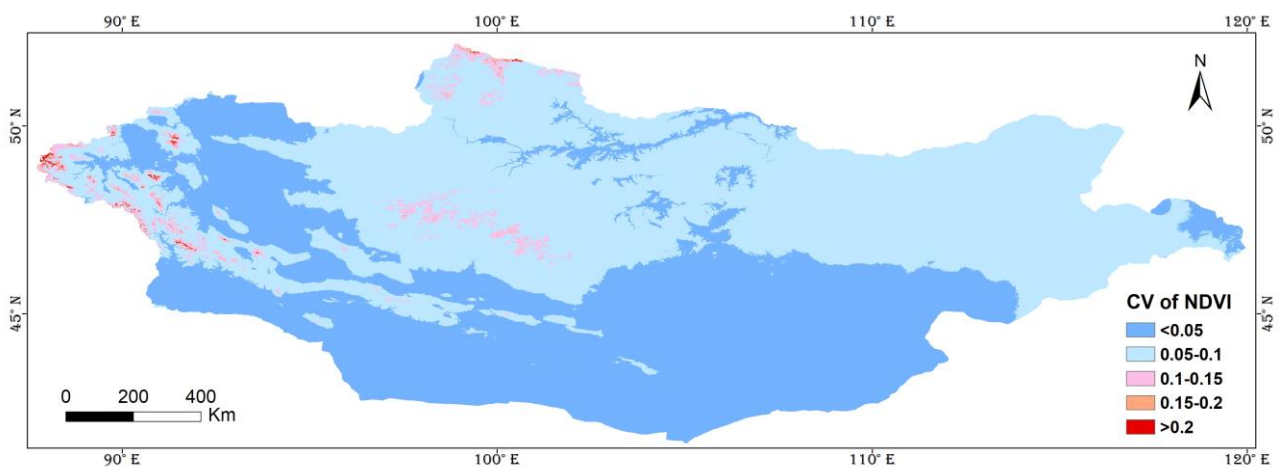 90° E 100° E 110° E 120° E
N
50° N 50° N
45° N 45° N
CV of NDVI
<0.05
0.05-0.1
0.1-0.15
0.15-0.2
>0.2
0 200 400
Km
90° E 100° E 110° E 120° E